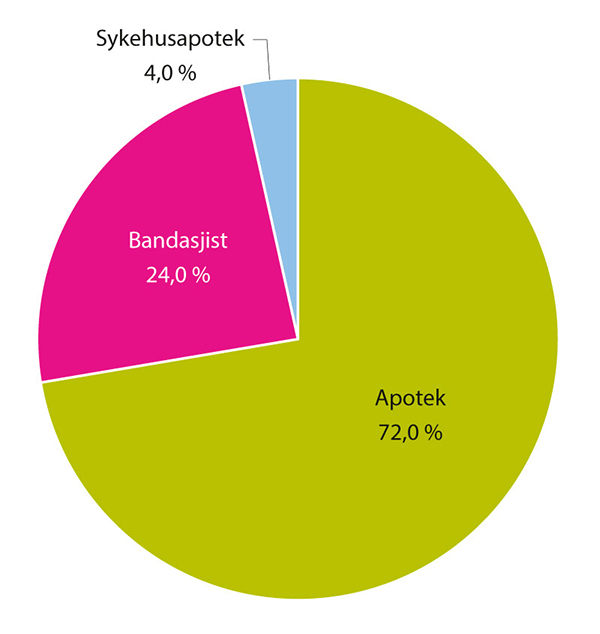 Sykehusapotek
4,0 %
Bandasjist
24,0 %
Apotek
72,0 %